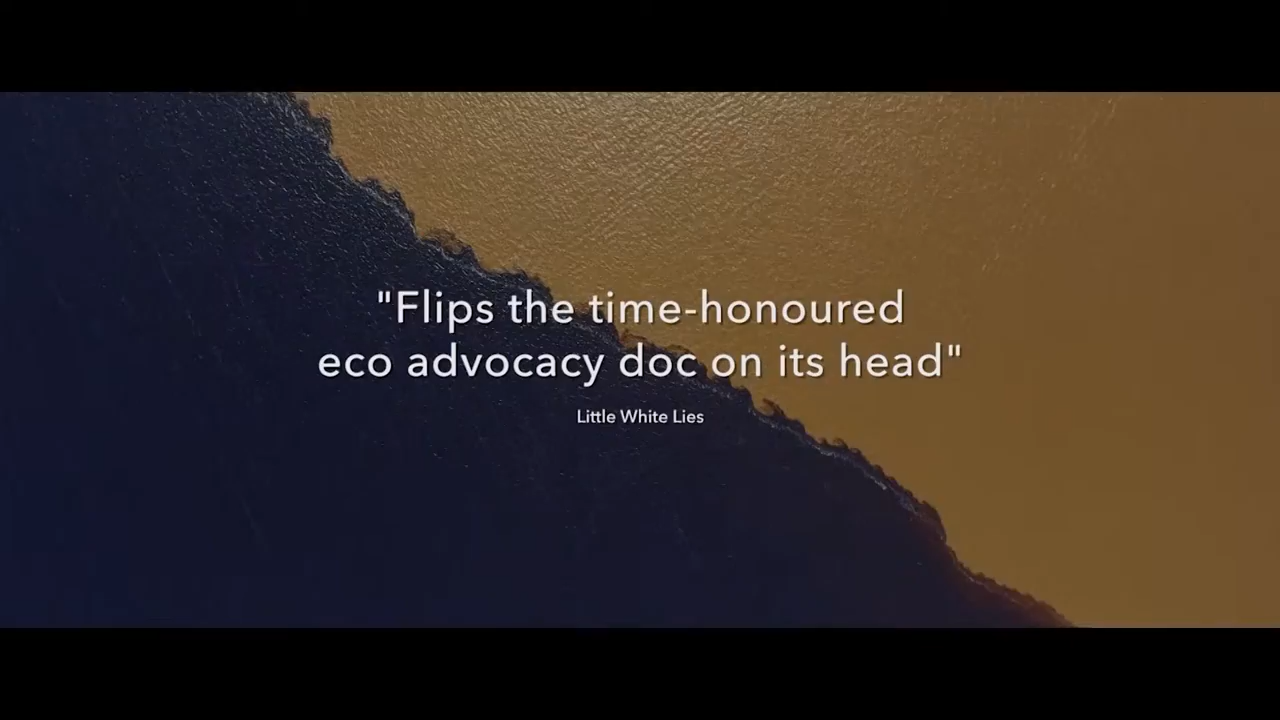 "Flips the time-honoured
eco advocacy doc on its head"
Little White Lies